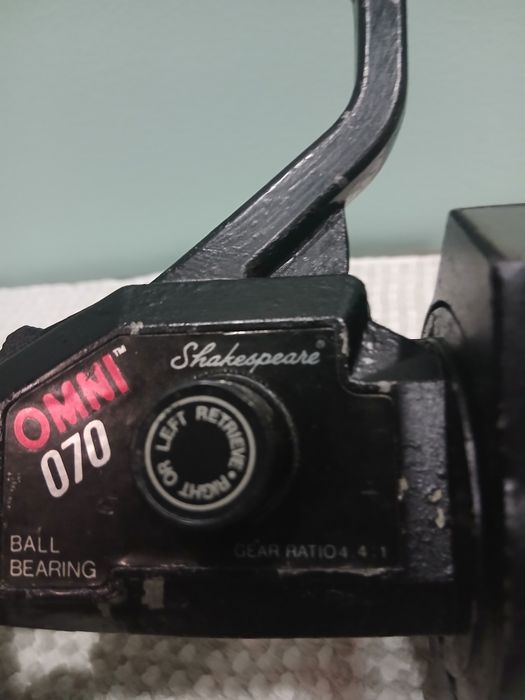 Shakespeare®
OMNI™
070
LEFT RETRIEVE • RIGHT OR
BALL
BEARING
GEAR RATIO 4.4:1